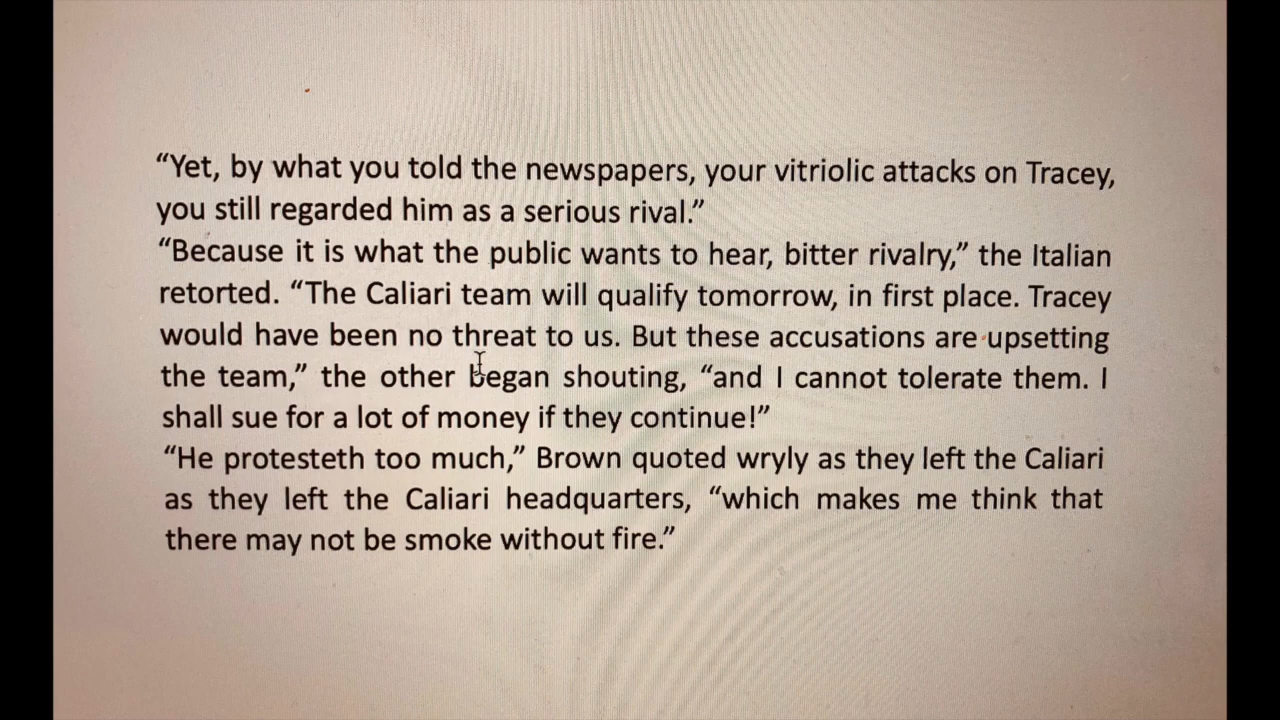 “Yet, by what you told the newspapers, your vitriolic attacks on Tracey,
you still regarded him as a serious rival.”
“Because it is what the public wants to hear, bitter rivalry,” the Italian
retorted. “The Caliari team will qualify tomorrow, in first place. Tracey
would have been no threat to us. But these accusations are upsetting
the team,” the other began shouting, “and I cannot tolerate them. I
shall sue for a lot of money if they continue!”
“He protesteth too much,” Brown quoted wryly as they left the Caliari
as they left the Caliari headquarters, “which makes me think that
there may not be smoke without fire.”